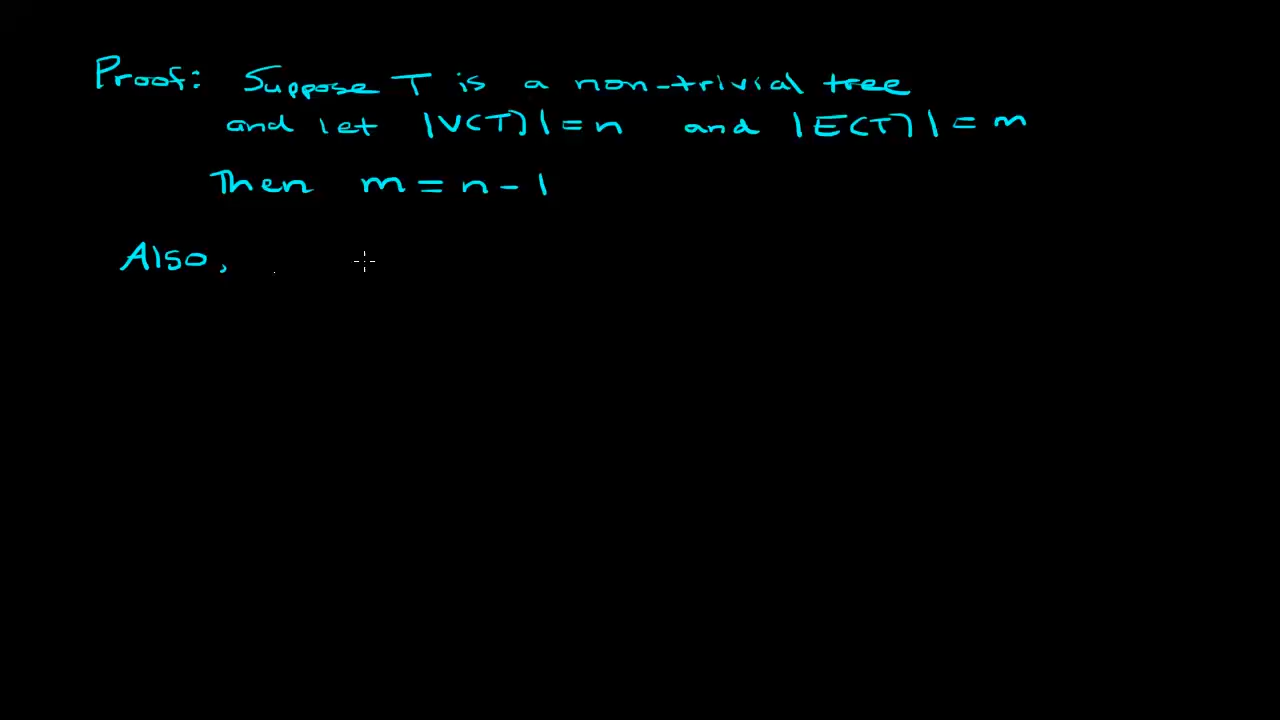 Proof: Suppose T is a non-trivial tree
and let |V(T)| = n and |E(T)| = m
Then m = n - 1
Also,